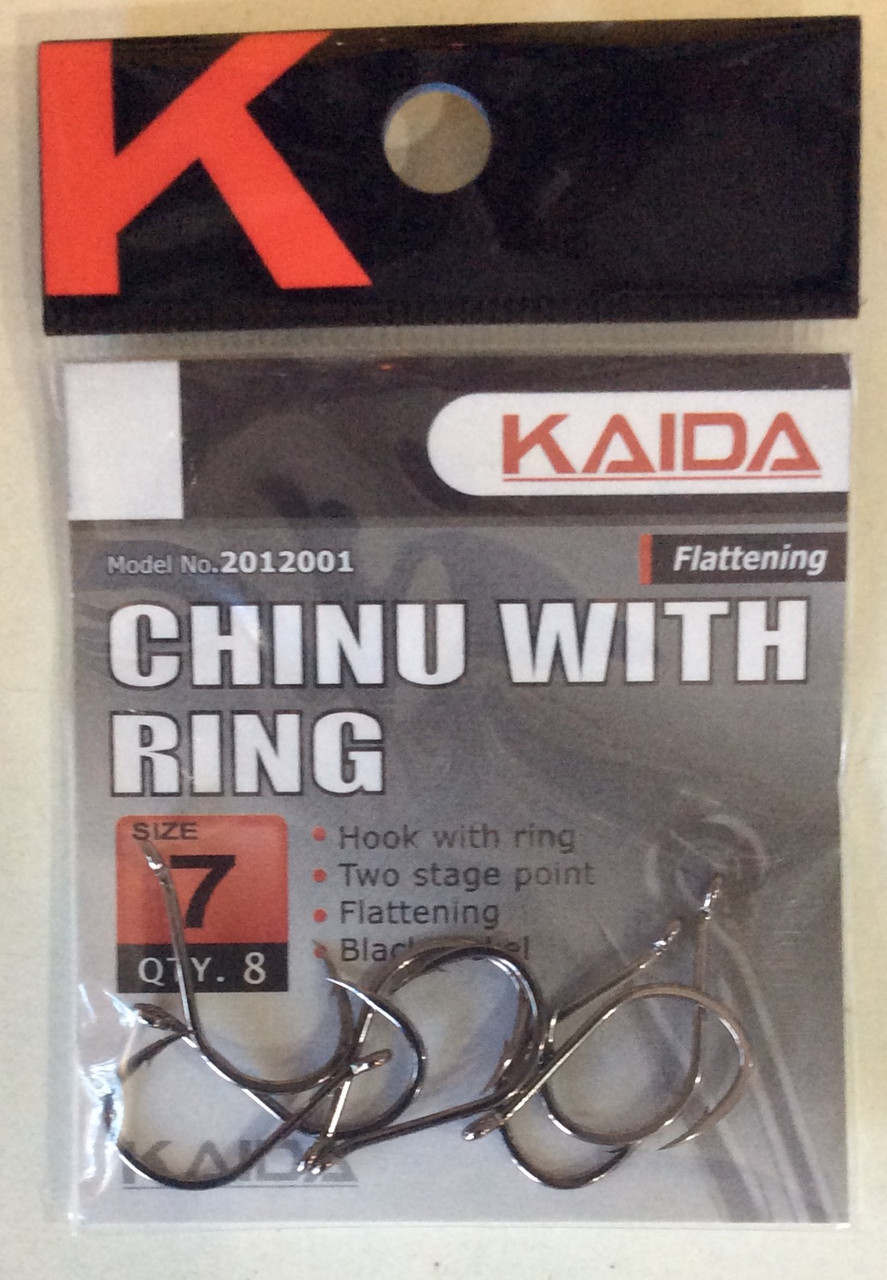 K
KAIDA
Model No.2012001
Flattening
CHINU WITH
RING
SIZE
7
QTY. 8
• Hook with ring
• Two stage point
• Flattening
•
KAIDA